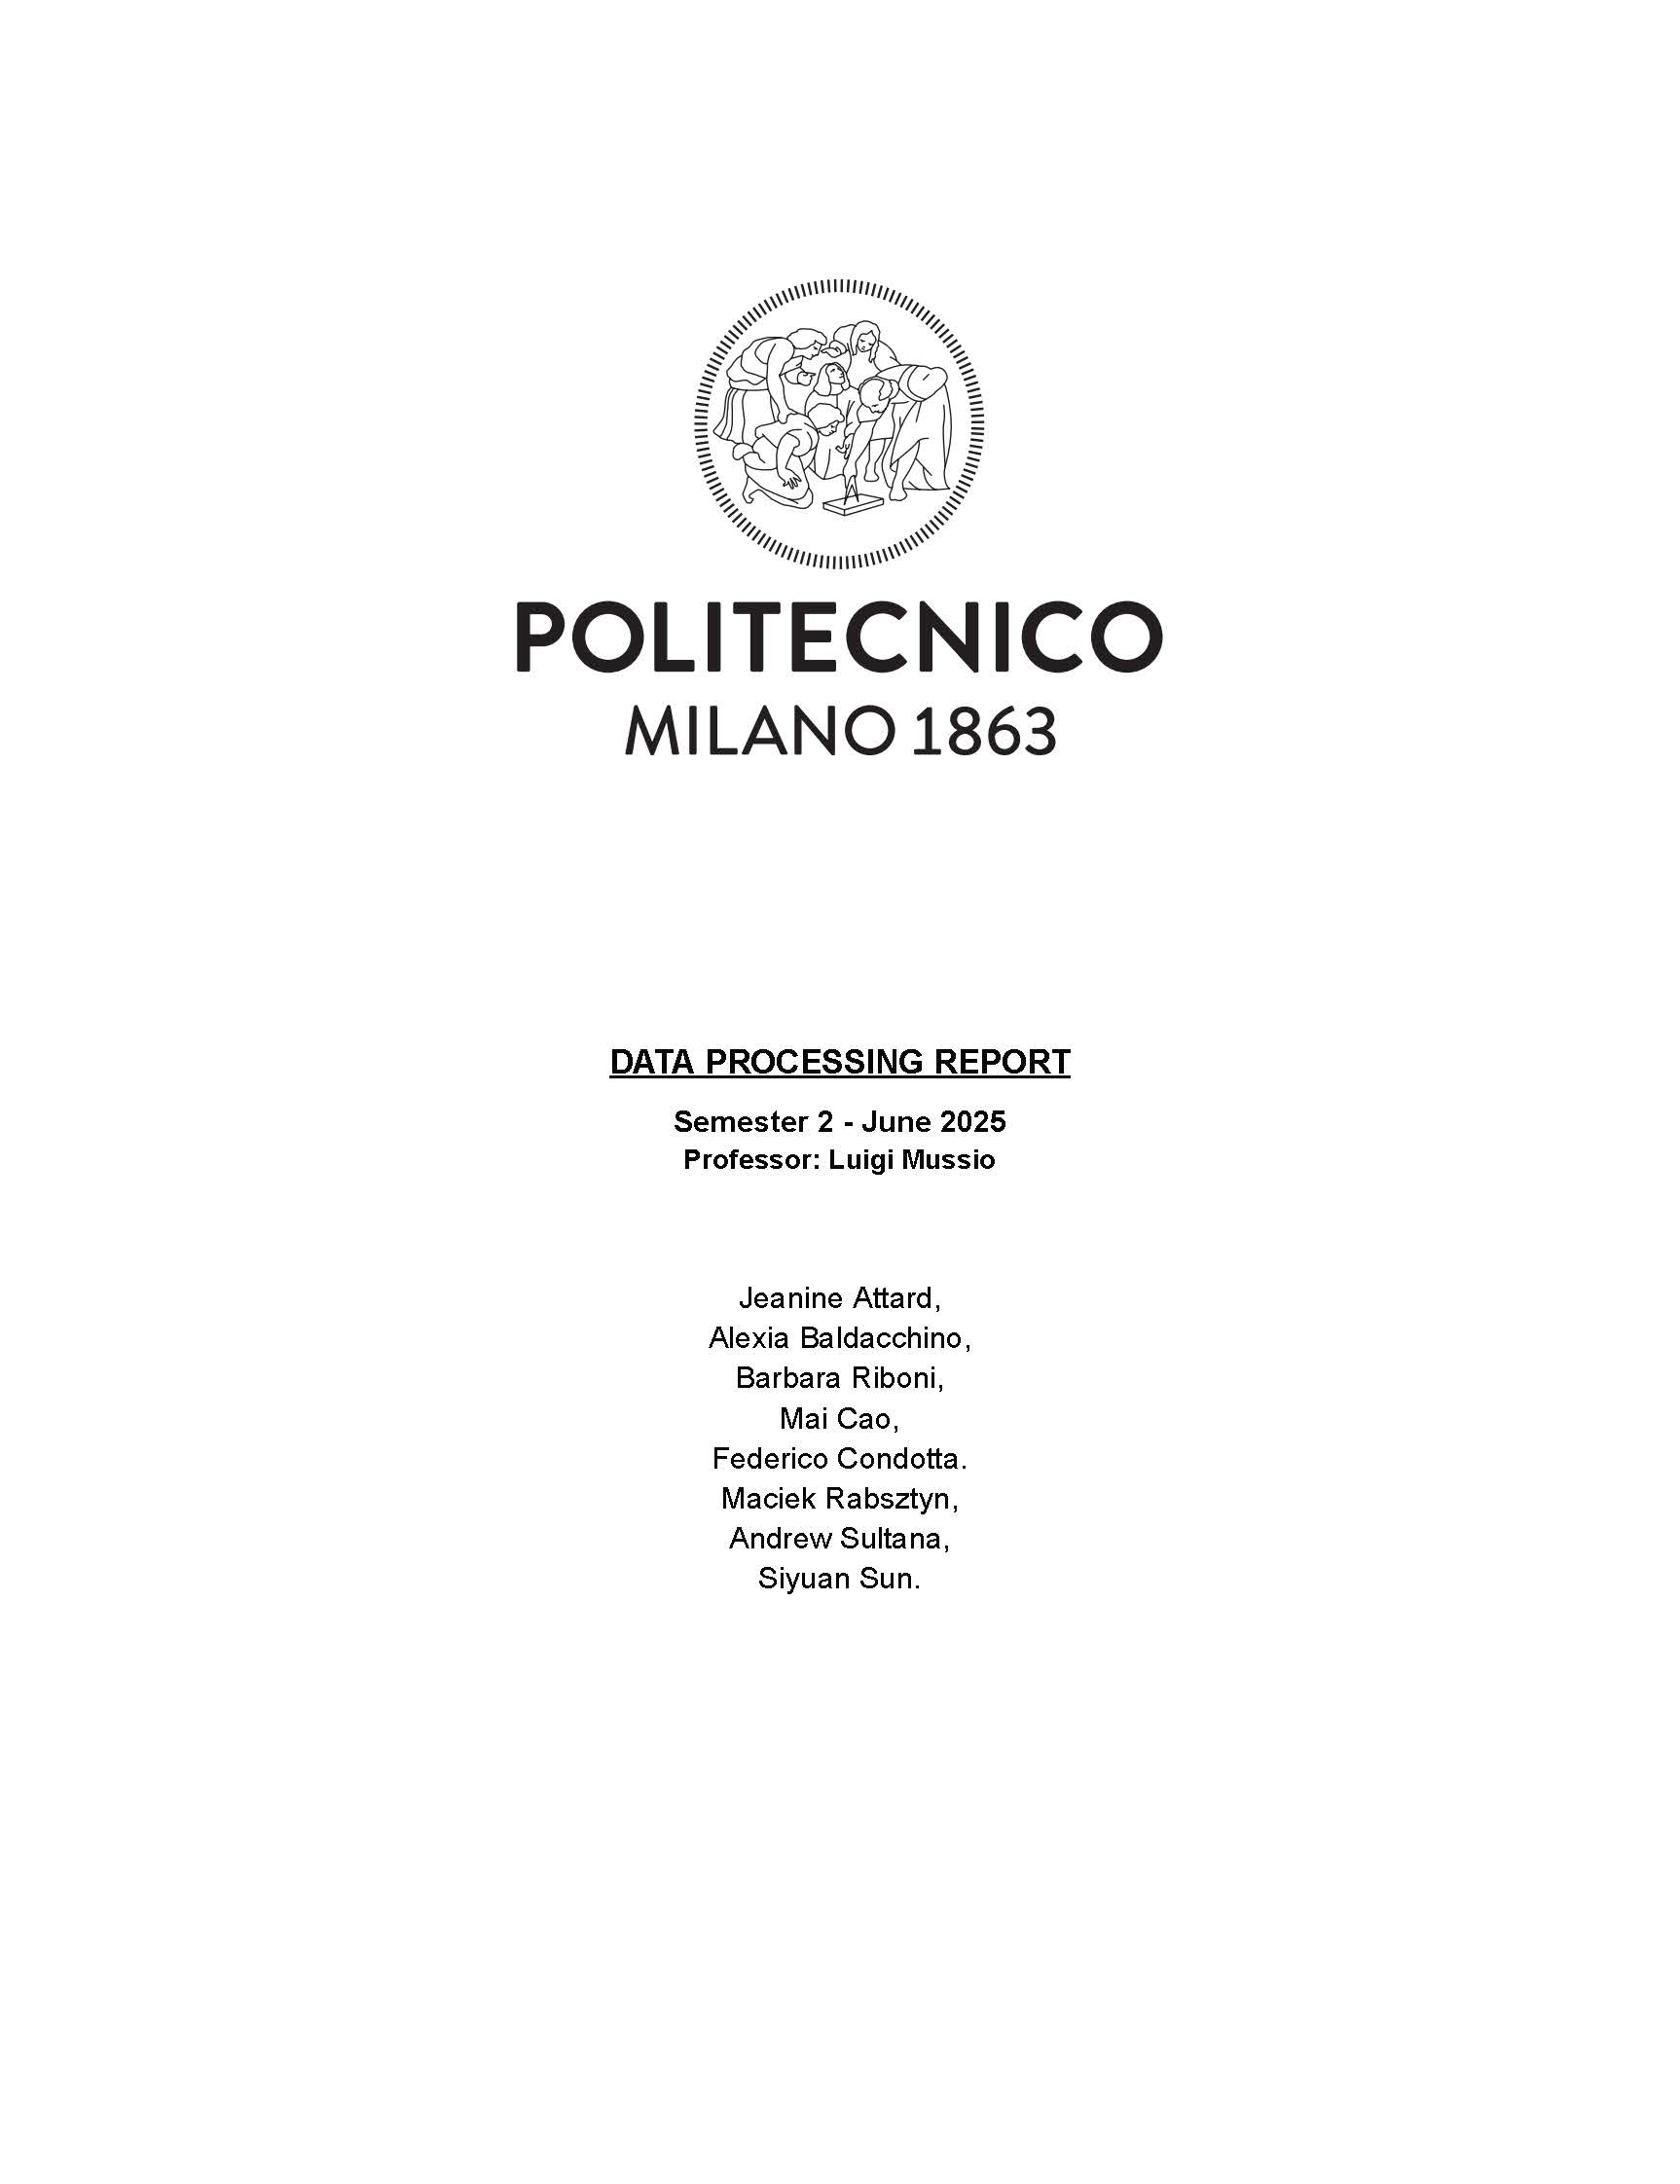 POLITECNICO
MILANO 1863
DATA PROCESSING REPORT
Semester 2 - June 2025
Professor: Luigi Mussio
Jeanine Attard,
Alexia Baldacchino,
Barbara Riboni,
Mai Cao,
Federico Condotta.
Maciek Rabsztyn,
Andrew Sultana,
Siyuan Sun.